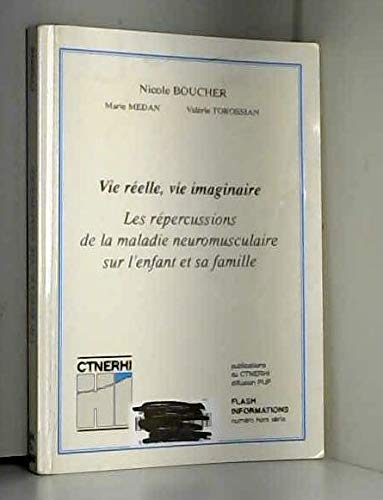 Nicole BOUCHER
Marie MEDAN Valérie TOROSSIAN
Vie réelle, vie imaginaire
Les répercussions
de la maladie neuromusculaire
sur l'enfant et sa famille
CTNERHI
publications
du CTNERHI
diffusion PUF
FLASH
INFORMATIONS
numéro hors série